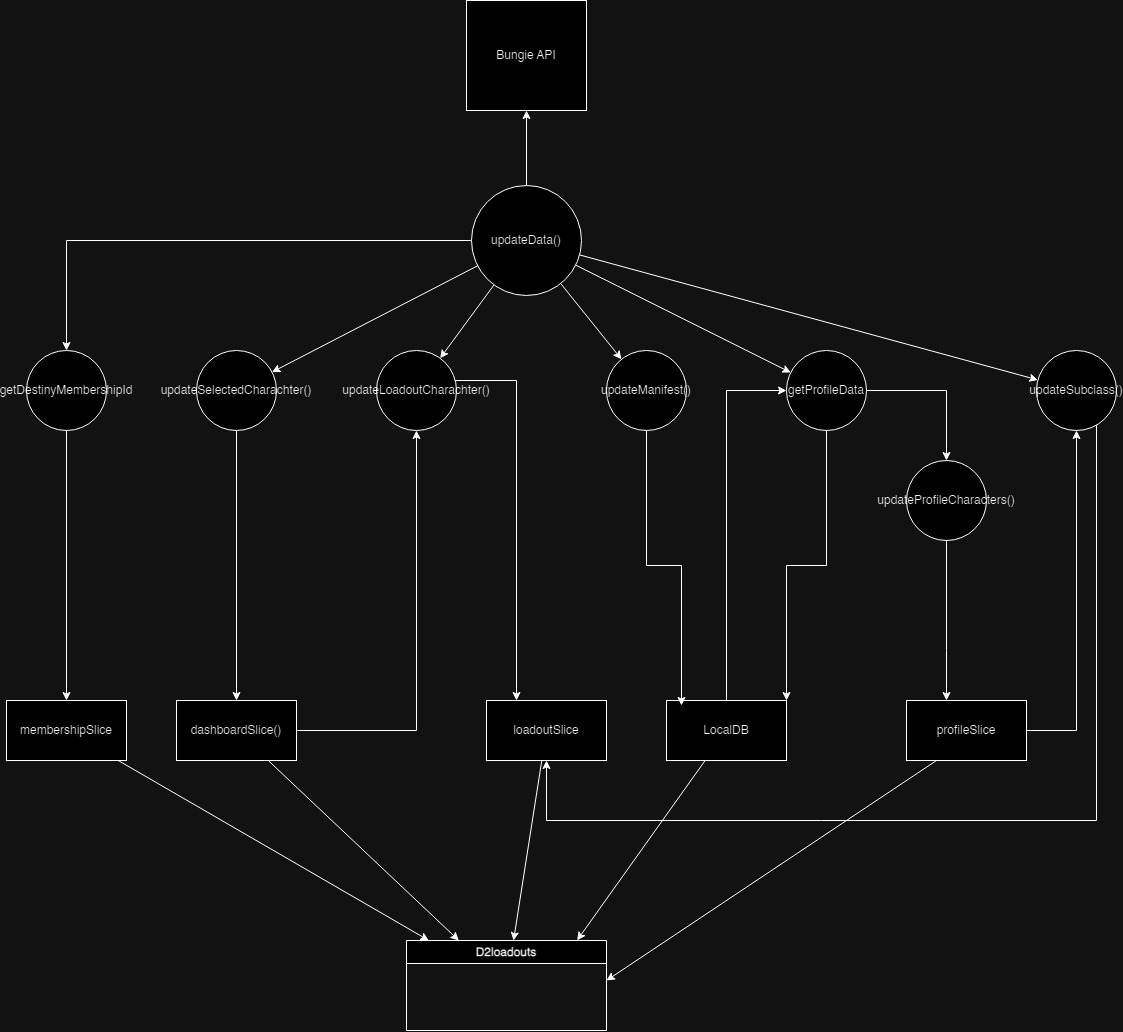 Bungie API
updateData()
getDestinyMembershipId
updateSelectedCharachter()
updateLoadoutCharachter()
updateManifest()
getProfileData
updateSubclass()
updateProfileCharacters()
membershipSlice
dashboardSlice()
loadoutSlice
LocalDB
profileSlice
D2loadouts